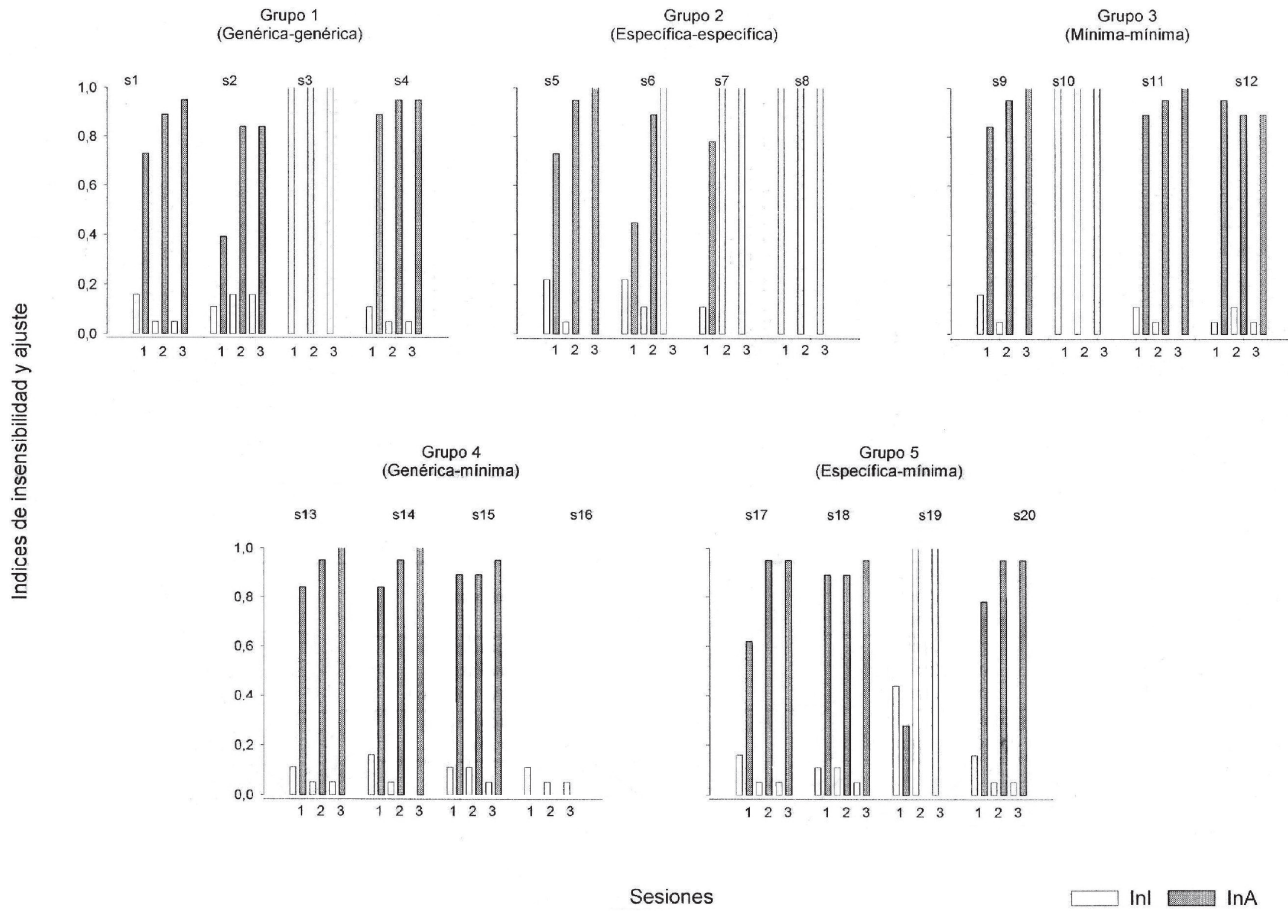 Grupo 1
(Genérica-genérica)
Grupo 2
(Específica-específica)
Grupo 3
(Mínima-mínima)
s1 s2 s3 s4
s5 s6 s7 s8
s9 s10 s11 s12
1,0
0,8
0,6
0,4
0,2
0,0
1 2 3 1 2 3 1 2 3 1 2 3
1 2 3 1 2 3 1 2 3 1 2 3
1 2 3 1 2 3 1 2 3 1 2 3
Indices de insensibilidad y ajuste
Grupo 4
(Genérica-mínima)
Grupo 5
(Específica-mínima)
s13 s14 s15 s16
s17 s18 s19 s20
1,0
0,8
0,6
0,4
0,2
0,0
1 2 3 1 2 3 1 2 3 1 2 3
1 2 3 1 2 3 1 2 3 1 2 3
Sesiones
InI InA